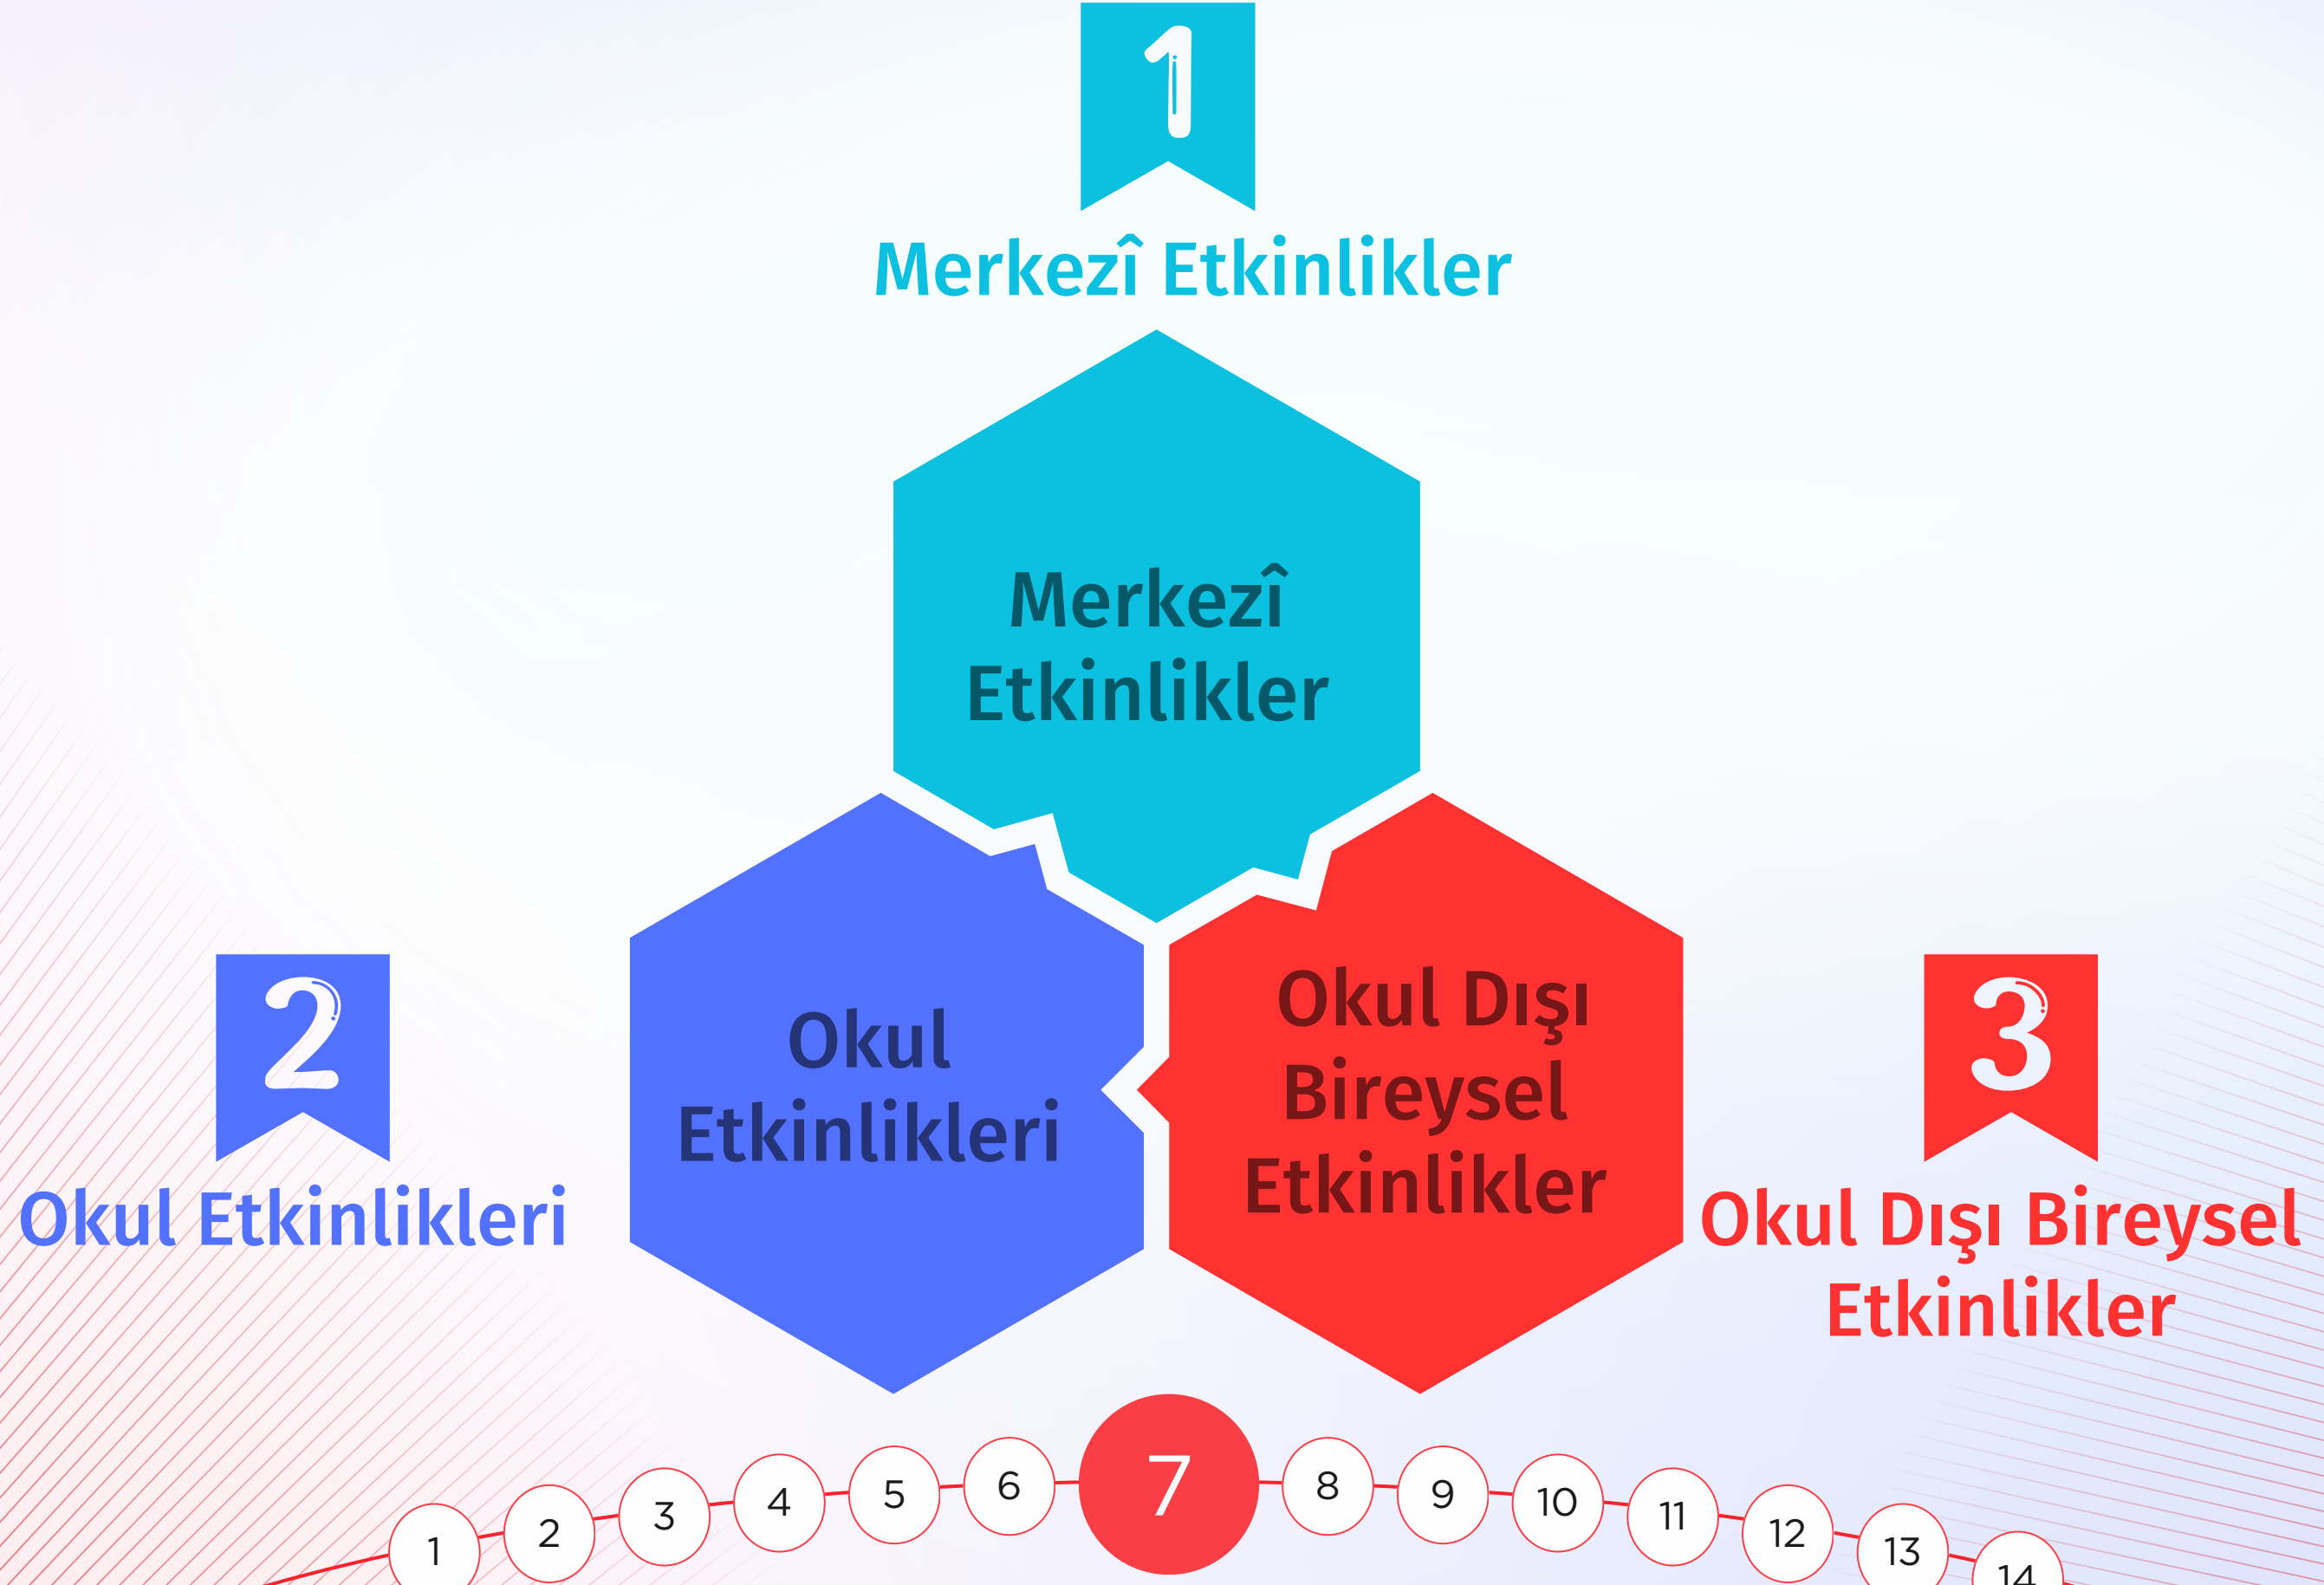 1
Merkezî Etkinlikler
Merkezî
Etkinlikler
2
Okul Etkinlikleri
Okul
Etkinlikleri
Okul Dışı
Bireysel
Etkinlikler
3
Okul Dışı Bireysel
Etkinlikler
1 2 3 4 5 6 7 8 9 10 11 12 13 14